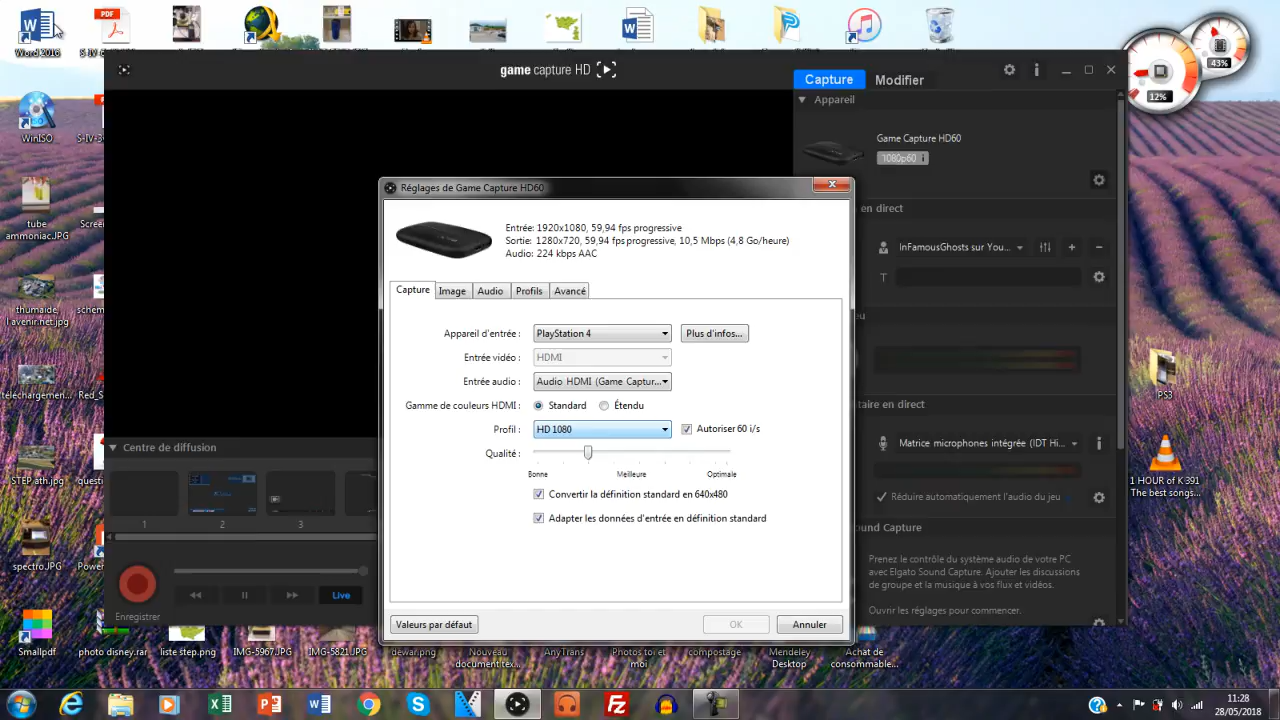 Word 2016
S-IV
PDF
game capture HD
Capture
Modifier
43%
12%
WinISO
S-IV-3
Appareil
Game Capture HD60
1080p60
tube
ammoniac.JPG
Réglages de Game Capture HD60
Entrée: 1920x1080, 59,94 fps progressive
Sortie: 1280x720, 59,94 fps progressive, 10,5 Mbps (4,8 Go/heure)
Audio: 224 kbps AAC
en direct
InFamousGhosts sur You...
T
Capture
Image
Audio
Profils
Avancé
thumaide,
l'avenir.net.jpg
Appareil d'entrée :
PlayStation 4
Plus d'infos...
Entrée vidéo :
HDMI
Entrée audio :
Audio HDMI (Game Captur...
Gamme de couleurs HDMI :
Standard
Étendu
téléchargemen...
Red_S
PS3
taire en direct
Profil :
HD 1080
Autoriser 60 i/s
Matrice microphones intégrée (IDT Hi...
Centre de diffusion
Qualité :
Bonne
Meilleure
Optimale
STEP ath.jpg
1 HOUR of K 391
The best songs...
Convertir la définition standard en 640x480
Réduire automatiquement l'audio du jeu
Adapter les données d'entrée en définition standard
1
2
3
ound Capture
Prenez le contrôle du système audio de votre PC
avec Elgato Sound Capture. Ajouter les discussions
de groupe et la musique à vos flux et vidéos.
spectro.JPG
Live
Enregistrer
Ouvrir les réglages pour commencer.
Valeurs par défaut
OK
Annuler
Smallpdf
photo disney.rar
liste step.png
IMG-5967.JPG
IMG-5821.JPG
dewar.png
Nouveau
document.tex...
AnyTrans
Photos toi et
moi
compostage
Mendeley
Desktop
Achat de
consommable...
11:28
28/05/2018